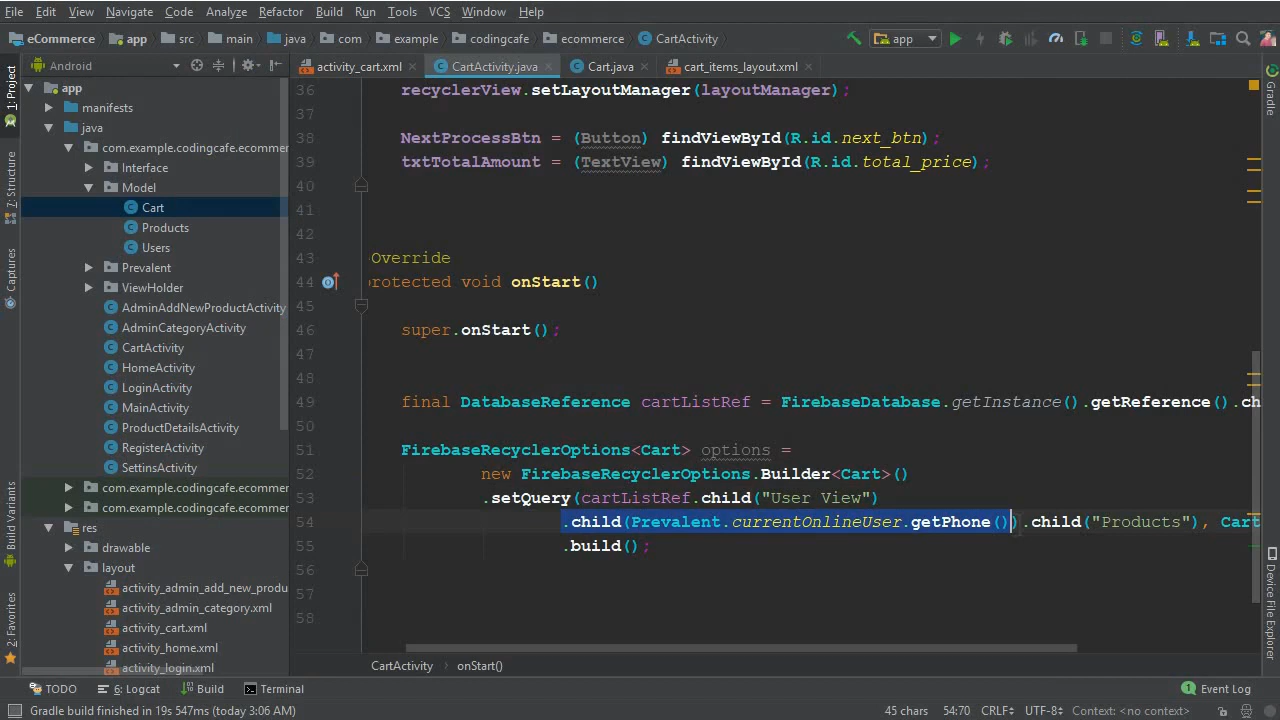 File Edit View Navigate Code Analyze Refactor Build Run Tools VCS Window Help
eCommerce app src main java com example codingcafe ecommerce CartActivity app
Android
activity_cart.xml CartActivity.java Cart.java cart_items_layout.xml
1: Project
7: Structure
Captures
Build Variants
2: Favorites
app
manifests
java
com.example.codingcafe.ecommer
Interface
Model
Cart
Products
Users
Prevalent
ViewHolder
AdminAddNewProductActivity
AdminCategoryActivity
CartActivity
HomeActivity
LoginActivity
MainActivity
ProductDetailsActivity
RegisterActivity
SettinsActivity
com.example.codingcafe.ecommer
com.example.codingcafe.ecommer
res
drawable
layout
activity_admin_add_new_produ
activity_admin_category.xml
activity_cart.xml
activity_home.xml
activity_login.xml
36 recyclerView.setLayoutManager(layoutManager);
37
38 NextProcessBtn = (Button) findViewById(R.id.next_btn);
39 txtTotalAmount = (TextView) findViewById(R.id.total_price);
40
41
42
43 Override
44 rotected void onStart()
45
46 super.onStart();
47
48
49 final DatabaseReference cartListRef = FirebaseDatabase.getInstance().getReference().ch
50
51 FirebaseRecyclerOptions<Cart> options =
52 new FirebaseRecyclerOptions.Builder<Cart>()
53 .setQuery(cartListRef.child("User View")
54 .child(Prevalent.currentOnlineUser.getPhone()).child("Products"), Cart
55 .build();
56
57
58
CartActivity onStart()
Gradle
Device File Explorer
TODO 6: Logcat Build Terminal Event Log
Gradle build finished in 19s 547ms (today 3:06 AM) 45 chars 54:70 CRLF UTF-8 Context: <no context>